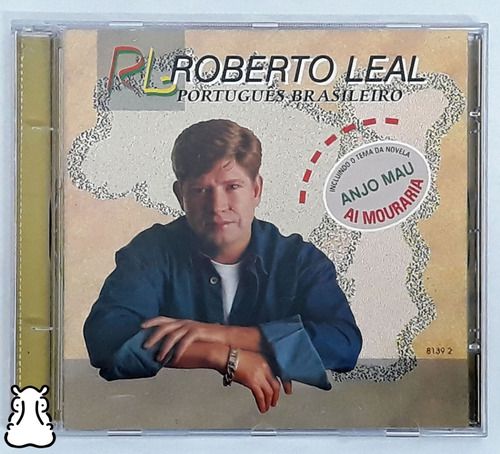 RL ROBERTO LEAL
PORTUGUÊS BRASILEIRO
INCLUINDO O TEMA DA NOVELA
ANJO MAU
AI MOURARIA
8139 2